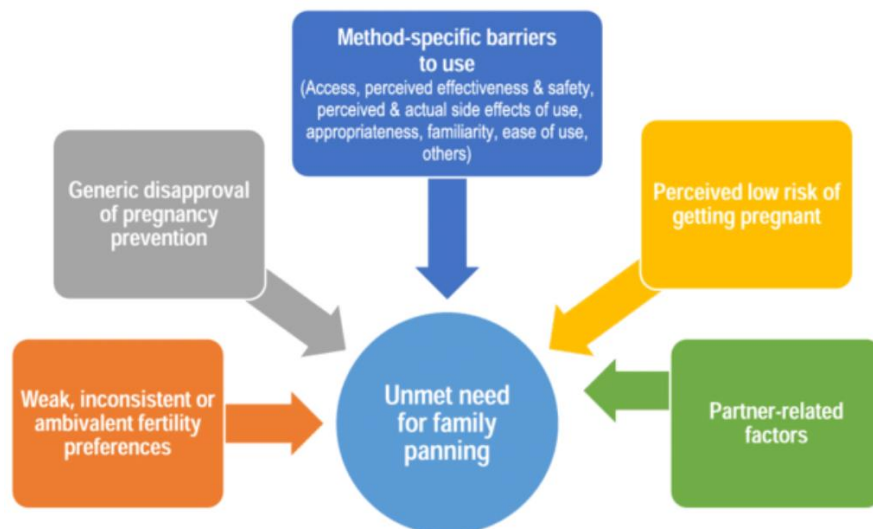 Method-specific barriers
to use
(Access, perceived effectiveness & safety,
perceived & actual side effects of use,
appropriateness, familiarity, ease of use,
others)
Generic disapproval
of pregnancy
prevention
Perceived low risk of
getting pregnant
Weak, inconsistent or
ambivalent fertility
preferences
Unmet need
for family
panning
Partner-related
factors